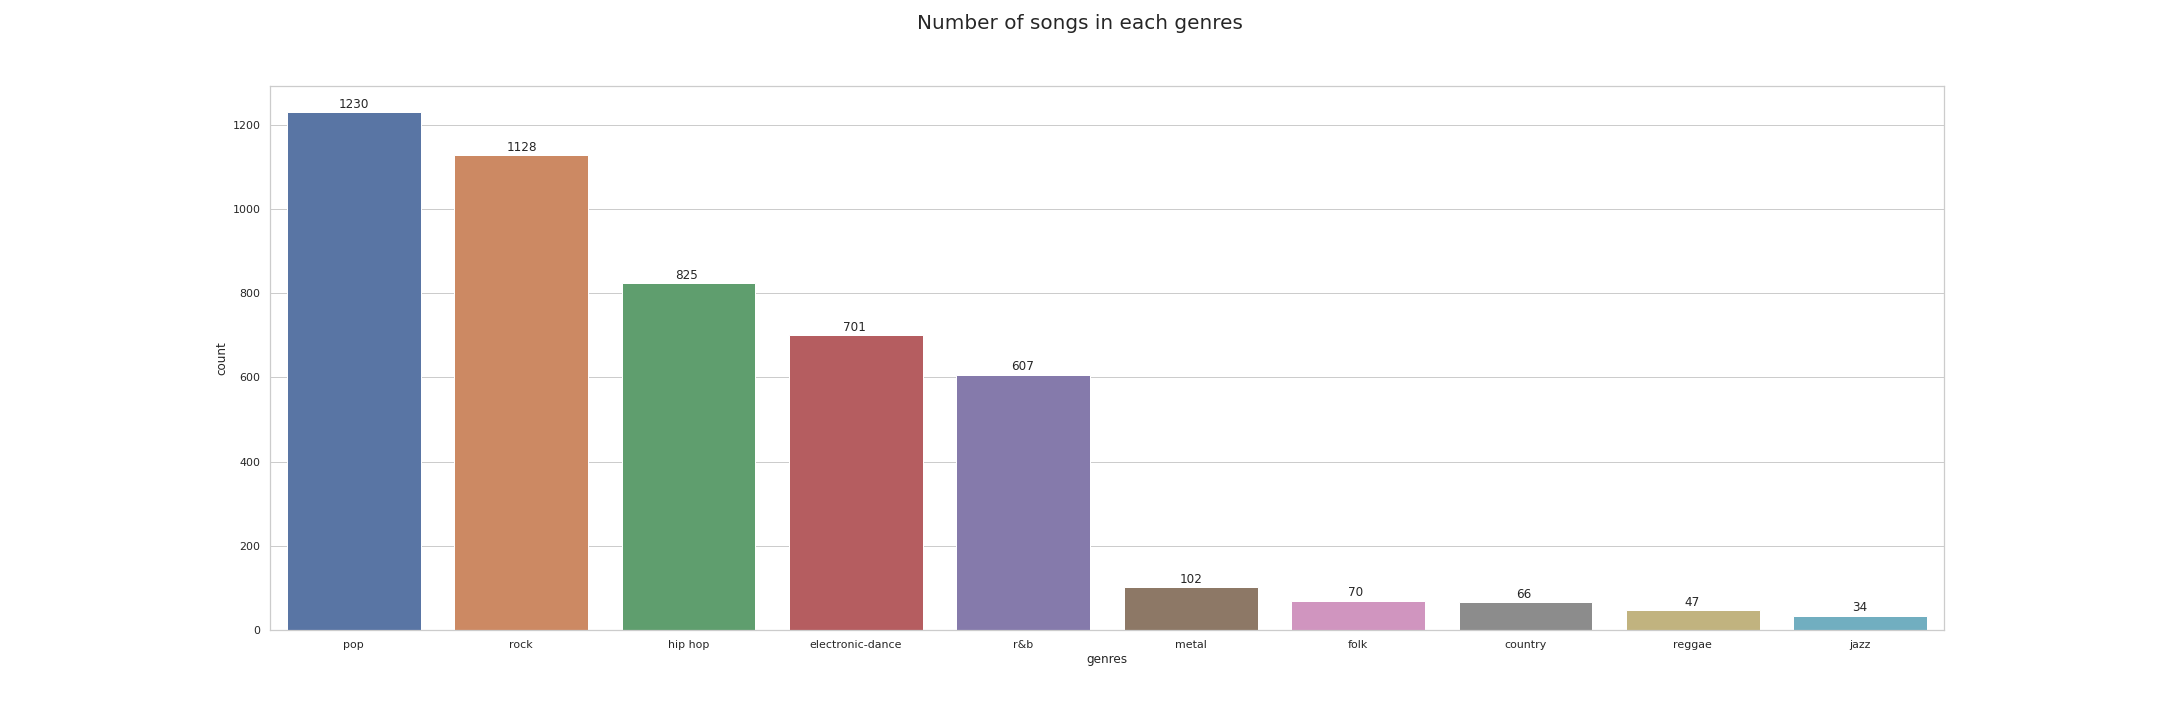 Number of songs in each genres
1230
1128
825
701
607
102
70
66
47
34
1200
1000
800
600
400
200
0
count
pop
rock
hip hop
electronic-dance
r&b
metal
folk
country
reggae
jazz
genres